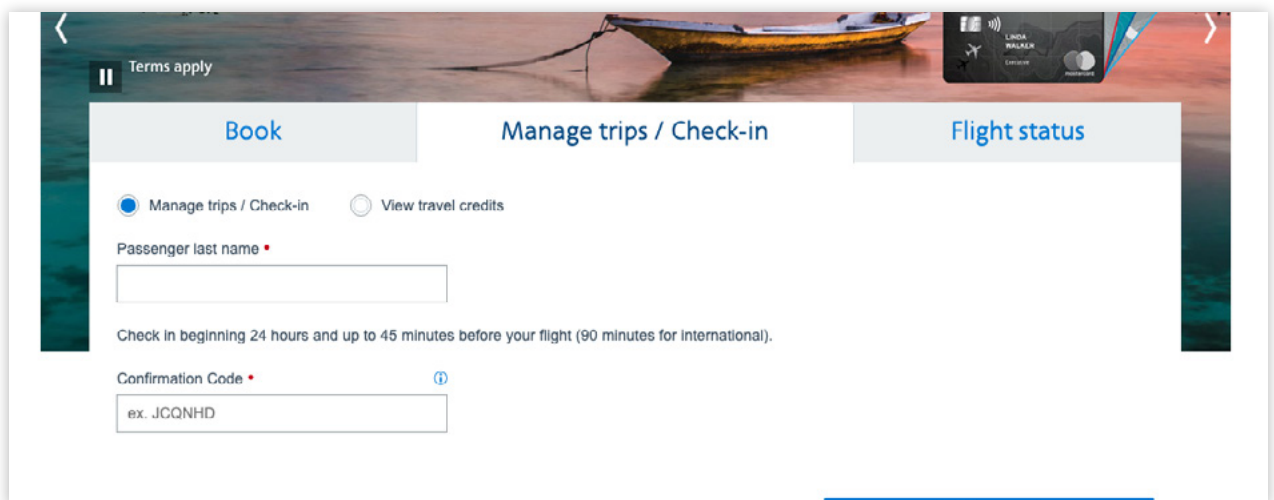 Terms apply
LINDA
WALKER
mastercard
Book
Manage trips / Check-in
Flight status
Manage trips / Check-in
View travel credits
Passenger last name •
Check in beginning 24 hours and up to 45 minutes before your flight (90 minutes for international).
Confirmation Code •
ex. JCQNHD